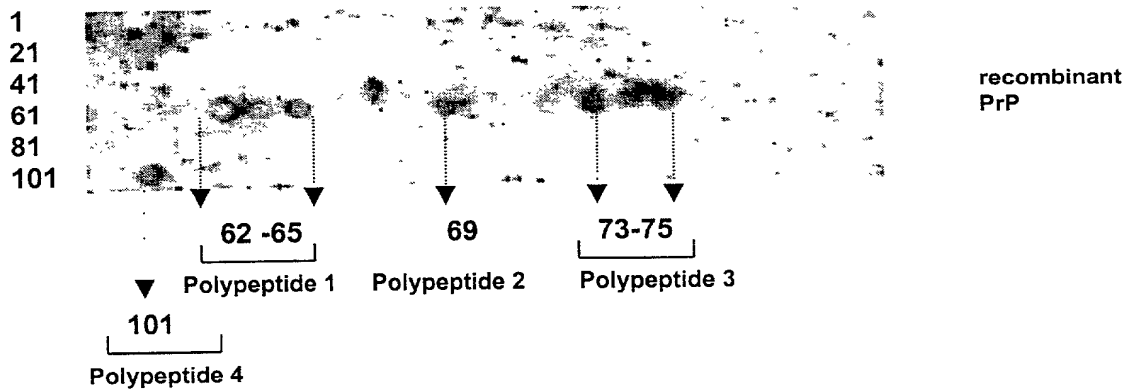 1
21
41
61
81
101
recombinant
PrP
62 -65
69
73-75
Polypeptide 1
Polypeptide 2
Polypeptide 3
101
Polypeptide 4